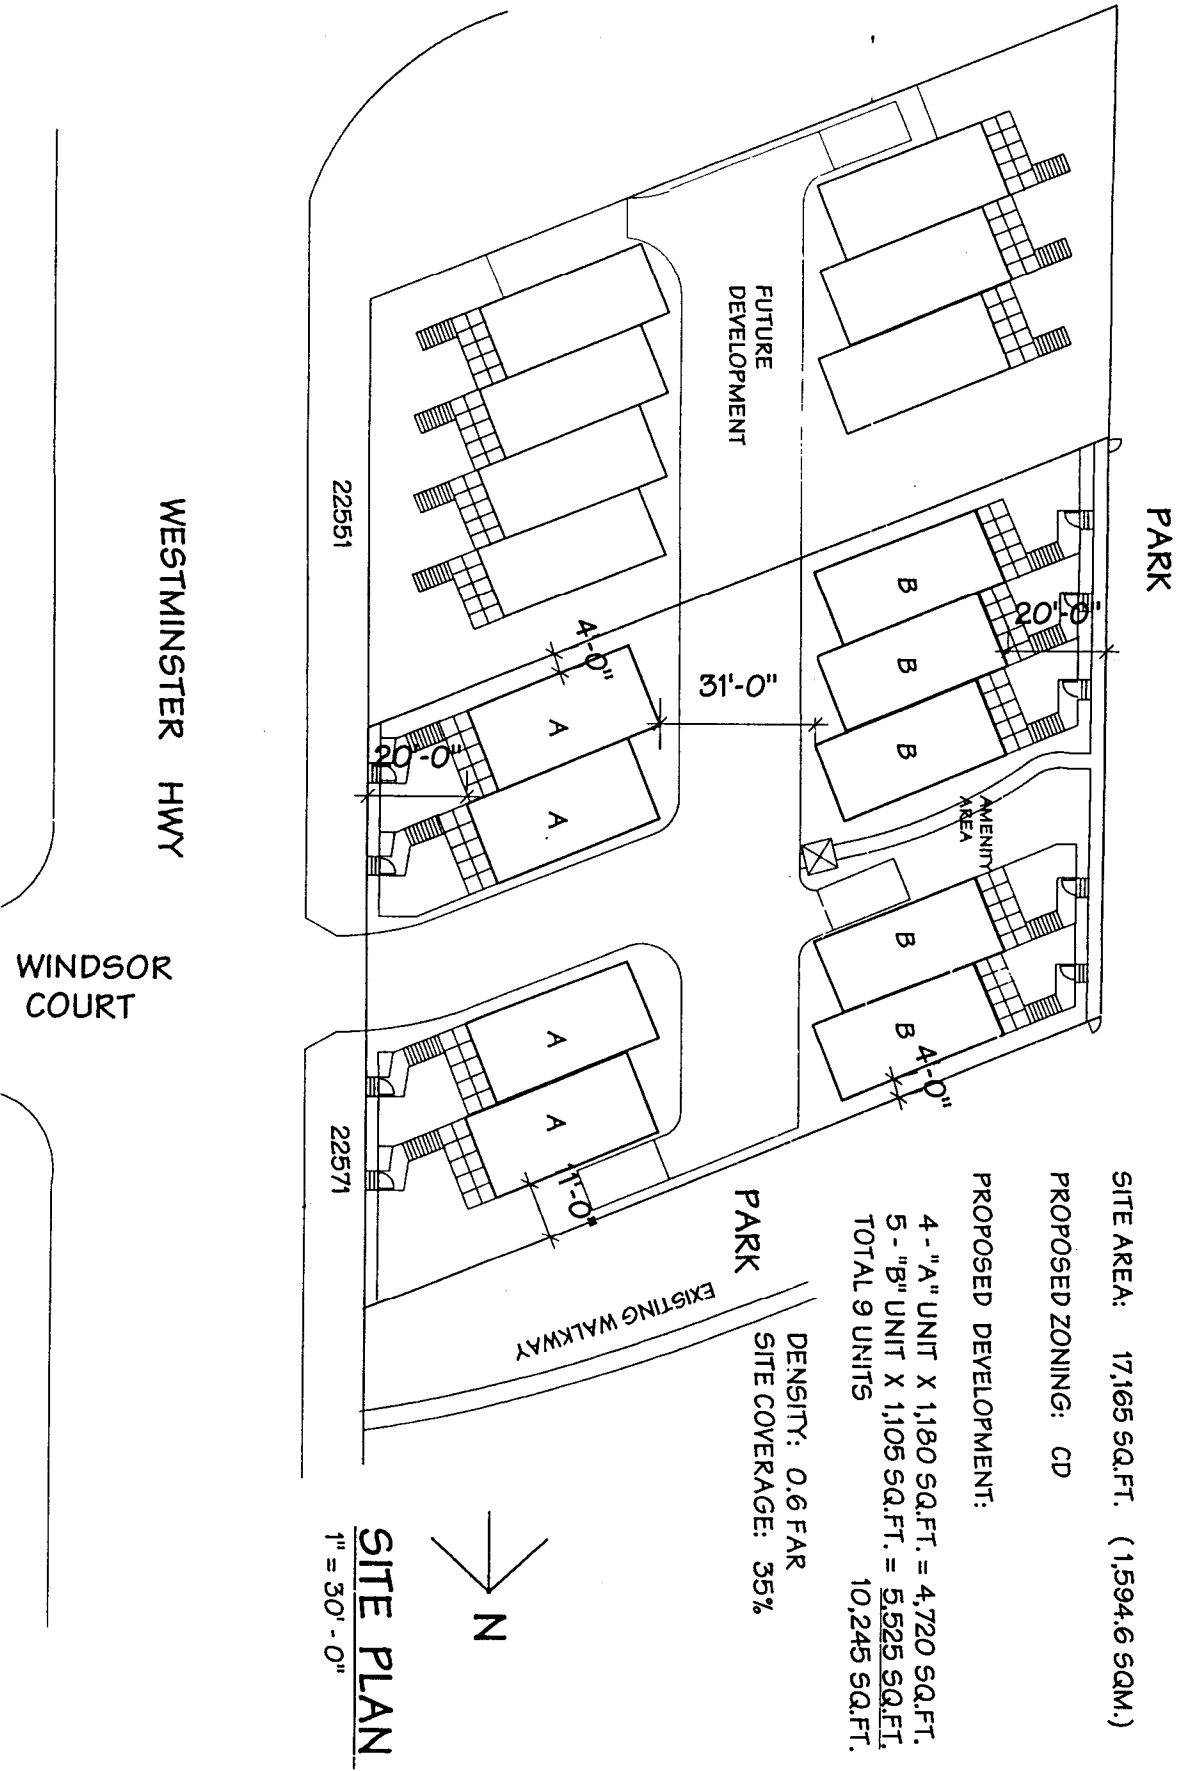 PARK
SITE AREA: 17,165 SQ.FT. (1,594.6 SQM.)
PROPOSED ZONING: CD
PROPOSED DEVELOPMENT:
4 - "A" UNIT X 1,180 SQ.FT. = 4,720 SQ.FT.
5 - "B" UNIT X 1,105 SQ.FT. = 5,525 SQ.FT.
TOTAL 9 UNITS 10,245 SQ.FT.
DENSITY: 0.6 FAR
SITE COVERAGE: 35%
FUTURE
DEVELOPMENT
B
B
B
B
B
20'-0"
AMENITY
AREA
4'-0"
31'-0"
4'-0"
A
A
A
A
20'-0"
11'-0"
PARK
EXISTING WALKWAY
22551
22571
WESTMINSTER HWY
WINDSOR
COURT
N
SITE PLAN
1" = 30'-0"